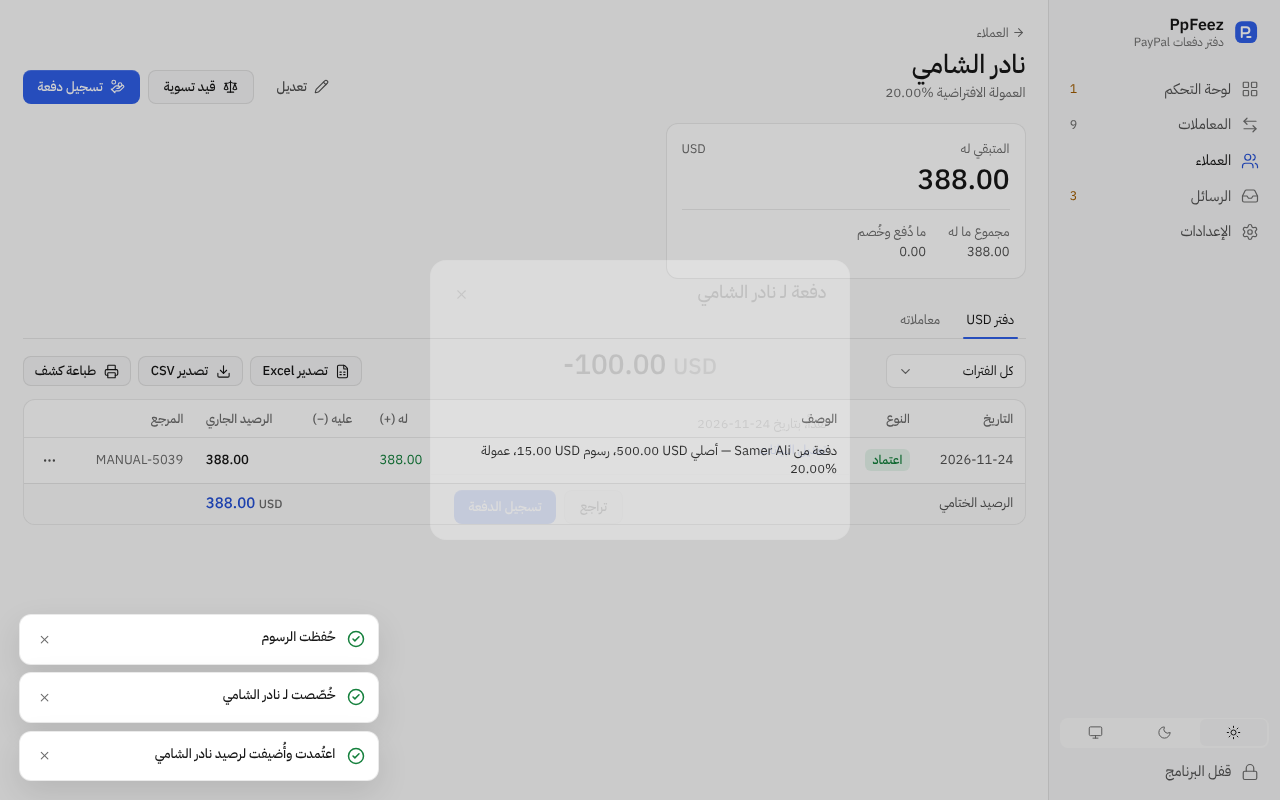 PpFeez
دفتر دفعات PayPal
لوحة التحكم 1
المعاملات 9
العملاء
الرسائل 3
الإعدادات
قفل البرنامج
العملاء
نادر الشامي
العمولة الافتراضية 20.00%
تعديل
قيد تسوية
تسجيل دفعة
المتبقي له USD
388.00
مجموع ما له
388.00
ما دُفع وخُصم
0.00
دفتر USD
معاملاته
كل الفترات
تصدير Excel
تصدير CSV
طباعة كشف
التاريخ النوع الوصف له (+) عليه (−) الرصيد الجاري المرجع
2026-11-24 اعتماد دفعة من Samer Ali — أصلي 500.00 USD، رسوم 15.00 USD، عمولة 20.00% 388.00 388.00 MANUAL-5039
الرصيد الختامي 388.00 USD
دفعة لـ نادر الشامي
-100.00 USD
بتاريخ 2026-11-24
تراجع
تسجيل الدفعة
حُفظت الرسوم
خُصّصت لـ نادر الشامي
اعتُمدت وأُضيفت لرصيد نادر الشامي